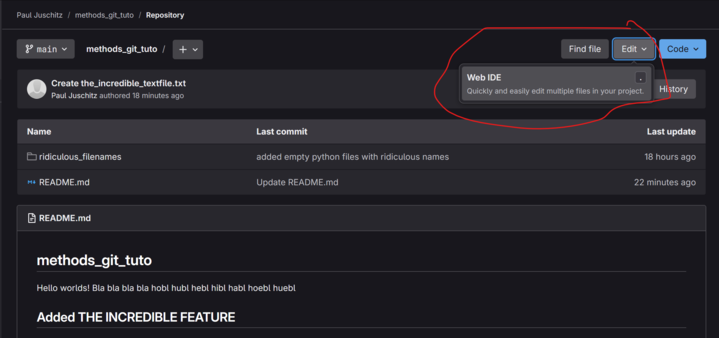 Paul Juschitz / methods_git_tuto / Repository
main methods_git_tuto / + Find file Edit Code
Web IDE .
Quickly and easily edit multiple files in your project.
Create the_incredible_textfile.txt
Paul Juschitz authored 18 minutes ago
History
Name Last commit Last update
ridiculous_filenames added empty python files with ridiculous names 18 hours ago
README.md Update README.md 22 minutes ago
README.md
methods_git_tuto
Hello worlds! Bla bla bla bla hobl hubl hebl hibl habl hoebl huebl
Added THE INCREDIBLE FEATURE